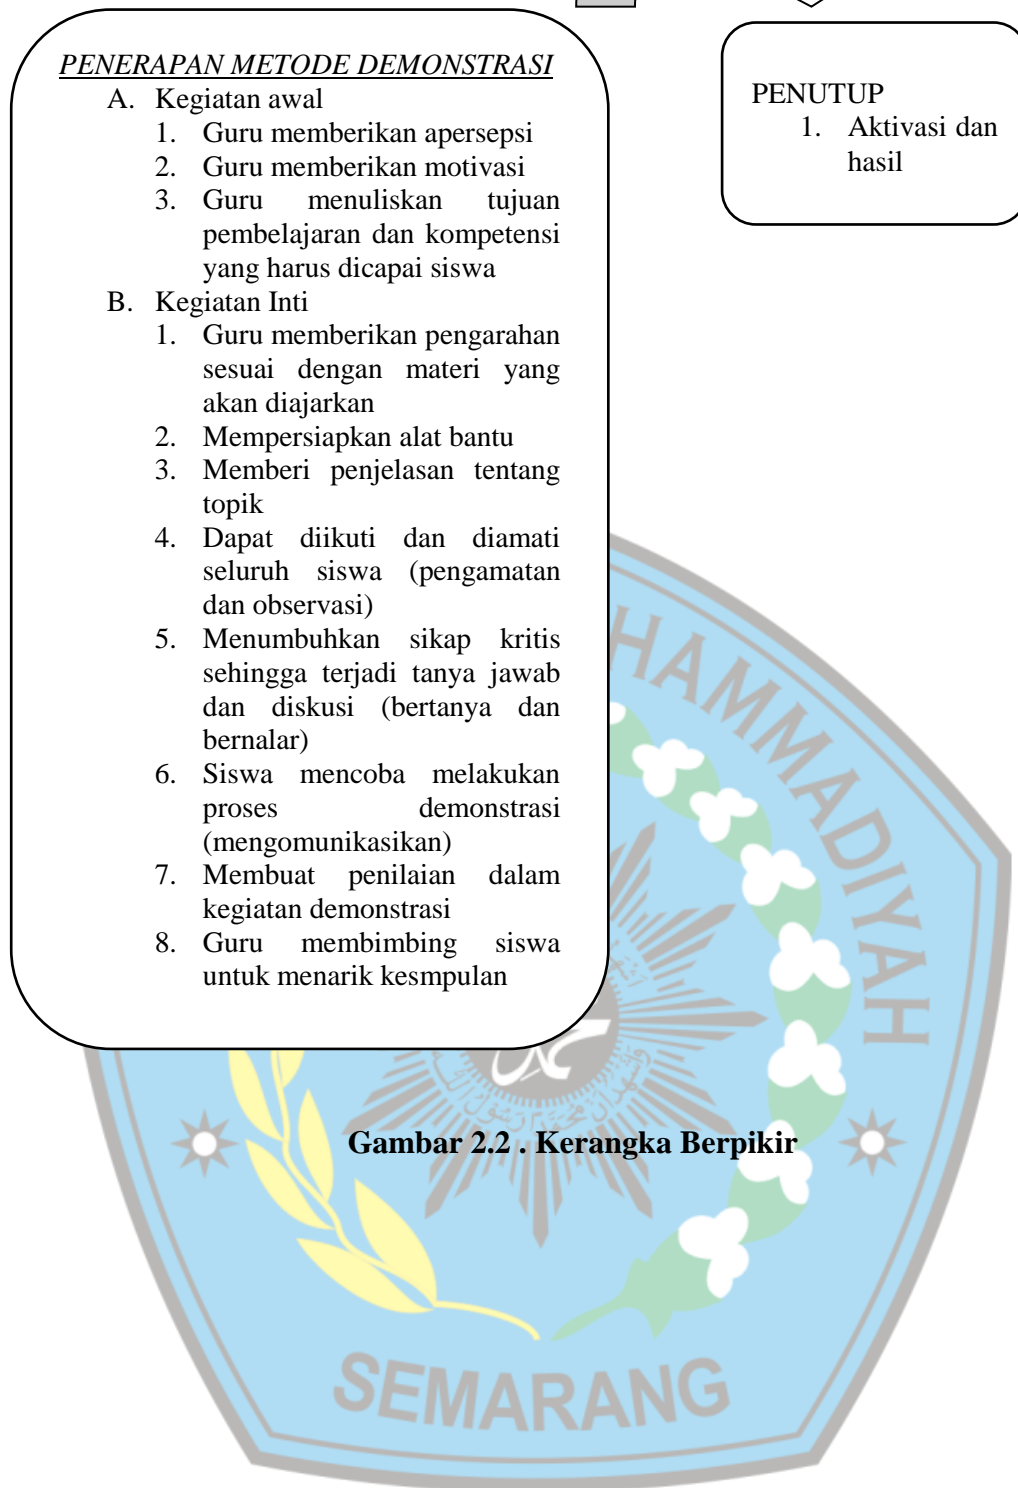 PENERAPAN METODE DEMONSTRASI
A. Kegiatan awal
1. Guru memberikan apersepsi
2. Guru memberikan motivasi
3. Guru menuliskan tujuan
pembelajaran dan kompetensi
yang harus dicapai siswa
B. Kegiatan Inti
1. Guru memberikan pengarahan
sesuai dengan materi yang
akan diajarkan
2. Mempersiapkan alat bantu
3. Memberi penjelasan tentang
topik
4. Dapat diikuti dan diamati
seluruh siswa (pengamatan
dan observasi)
5. Menumbuhkan sikap kritis
sehingga terjadi tanya jawab
dan diskusi (bertanya dan
bernalar)
6. Siswa mencoba melakukan
proses demonstrasi
(mengomunikasikan)
7. Membuat penilaian dalam
kegiatan demonstrasi
8. Guru membimbing siswa
untuk menarik kesmpulan
PENUTUP
1. Aktivasi dan
hasil
HAMMADIYAH
Gambar 2.2 . Kerangka Berpikir
SEMARANG